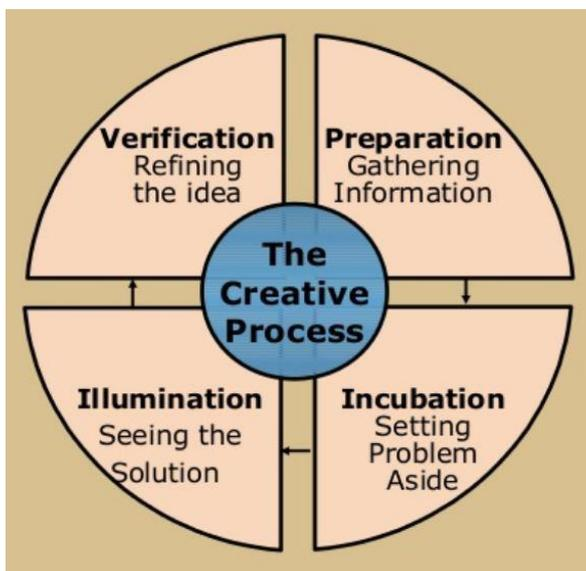 Verification
Refining
the idea
Preparation
Gathering
Information
The
Creative
Process
Illumination
Seeing the
Solution
Incubation
Setting
Problem
Aside